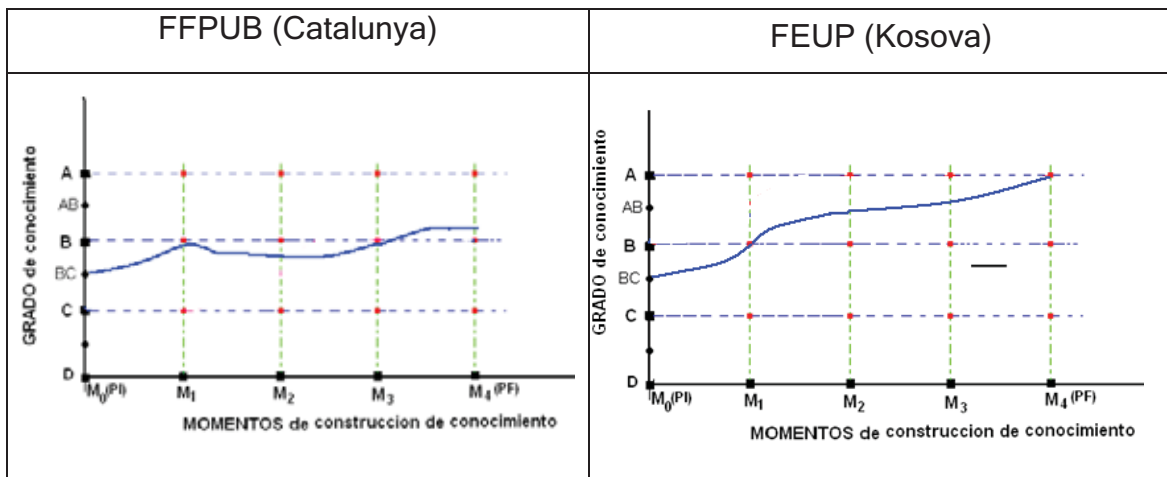 FFPUB (Catalunya)
FEUP (Kosova)
GRADO de conocimiento
A
AB
B
BC
C
D
M0(PI)
M1
M2
M3
M4 (PF)
MOMENTOS de construccion de conocimiento
GRADO de conocimiento
A
AB
B
BC
C
D
M0(PI)
M1
M2
M3
M4 (PF)
MOMENTOS de construccion de conocimiento